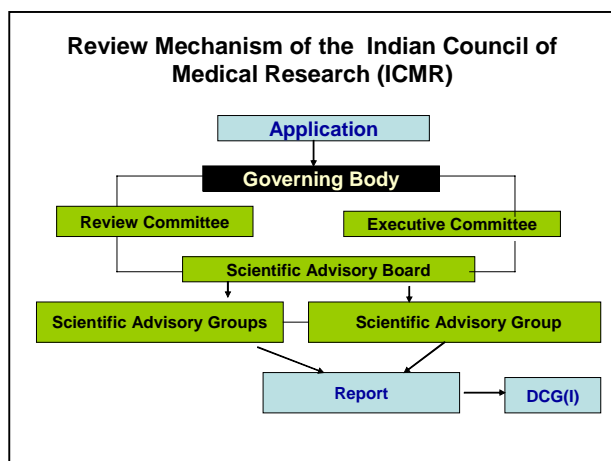 Review Mechanism of the Indian Council of
Medical Research (ICMR)
Application
Governing Body
Review Committee
Executive Committee
Scientific Advisory Board
Scientific Advisory Groups
Scientific Advisory Group
Report
DCG(I)